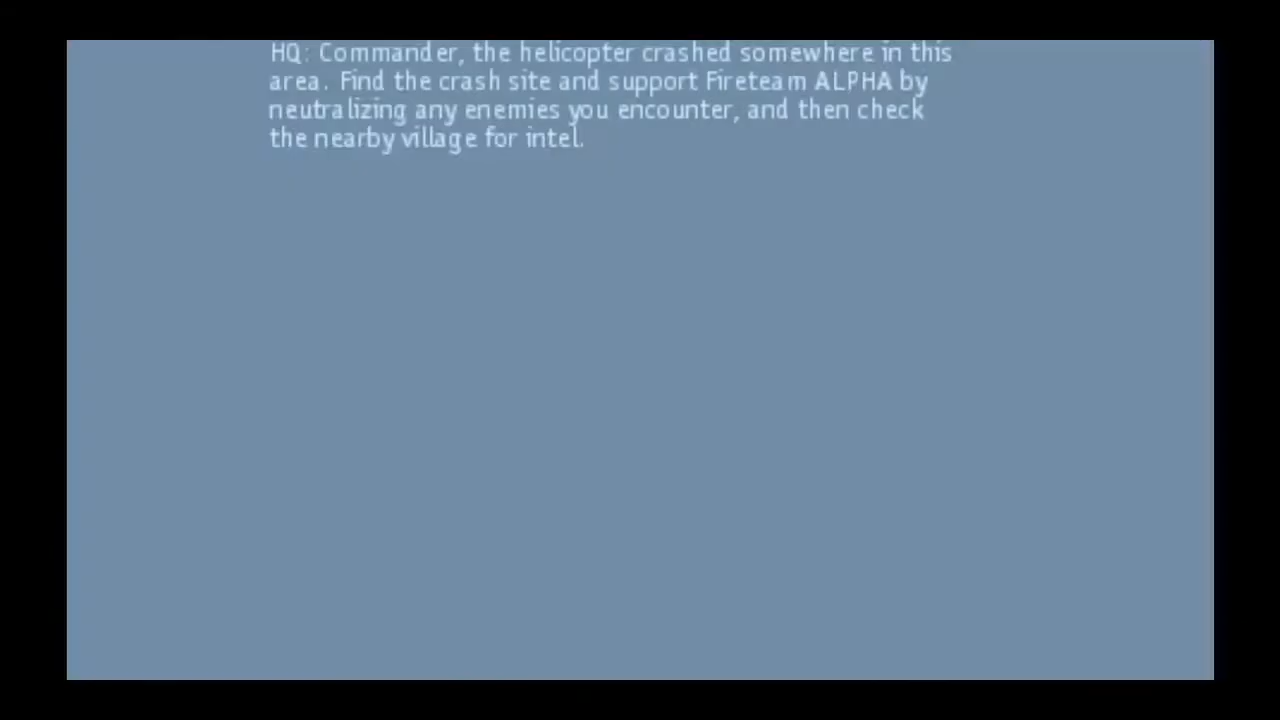 HQ: Commander, the helicopter crashed somewhere in this
area. Find the crash site and support Fireteam ALPHA by
neutralizing any enemies you encounter, and then check
the nearby village for intel.